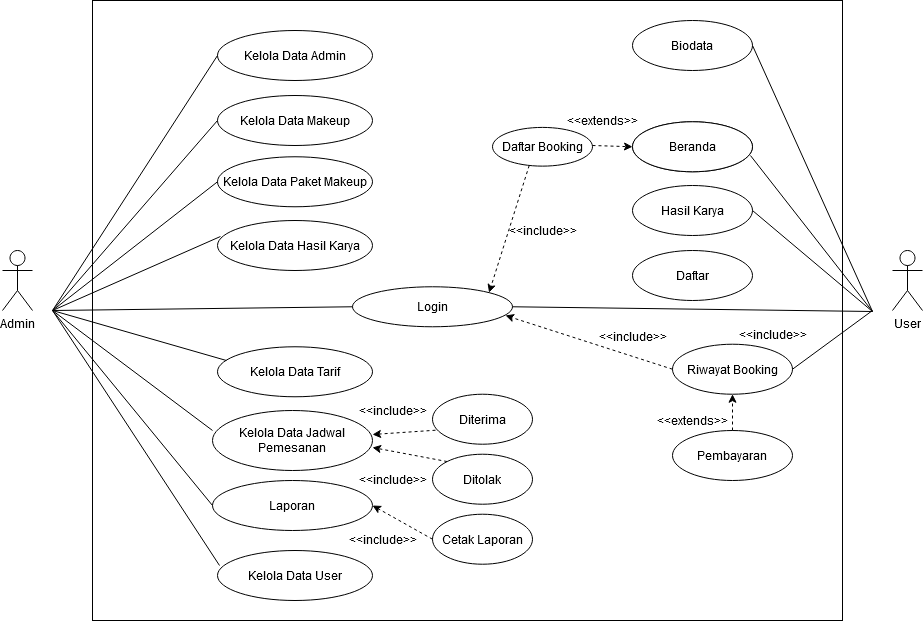 Kelola Data Admin
Biodata
Kelola Data Makeup
<<extends>>
Daftar Booking
Beranda
Kelola Data Paket Makeup
Hasil Karya
<<include>>
Kelola Data Hasil Karya
Daftar
Admin
User
Login
<<include>>
<<include>>
Riwayat Booking
Kelola Data Tarif
<<include>>
Diterima
<<extends>>
Kelola Data Jadwal
Pemesanan
Pembayaran
<<include>>
Ditolak
Laporan
<<include>>
Cetak Laporan
Kelola Data User